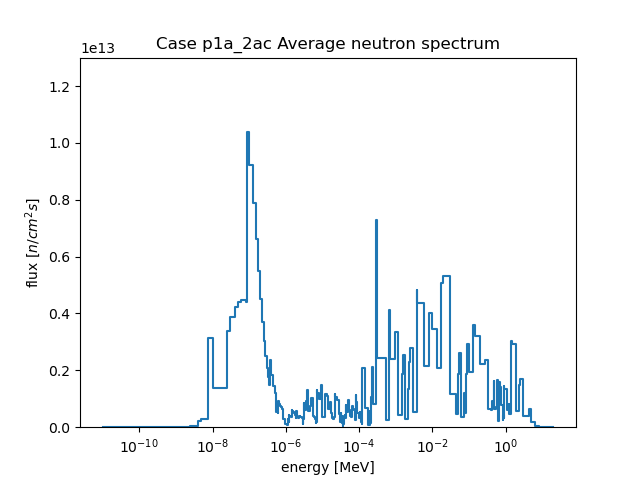 Case p1a_2ac Average neutron spectrum
1e13
1.2
1.0
0.8
0.6
0.4
0.2
0.0
flux [n/cm²s]
10⁻¹⁰ 10⁻⁸ 10⁻⁶ 10⁻⁴ 10⁻² 10⁰
energy [MeV]